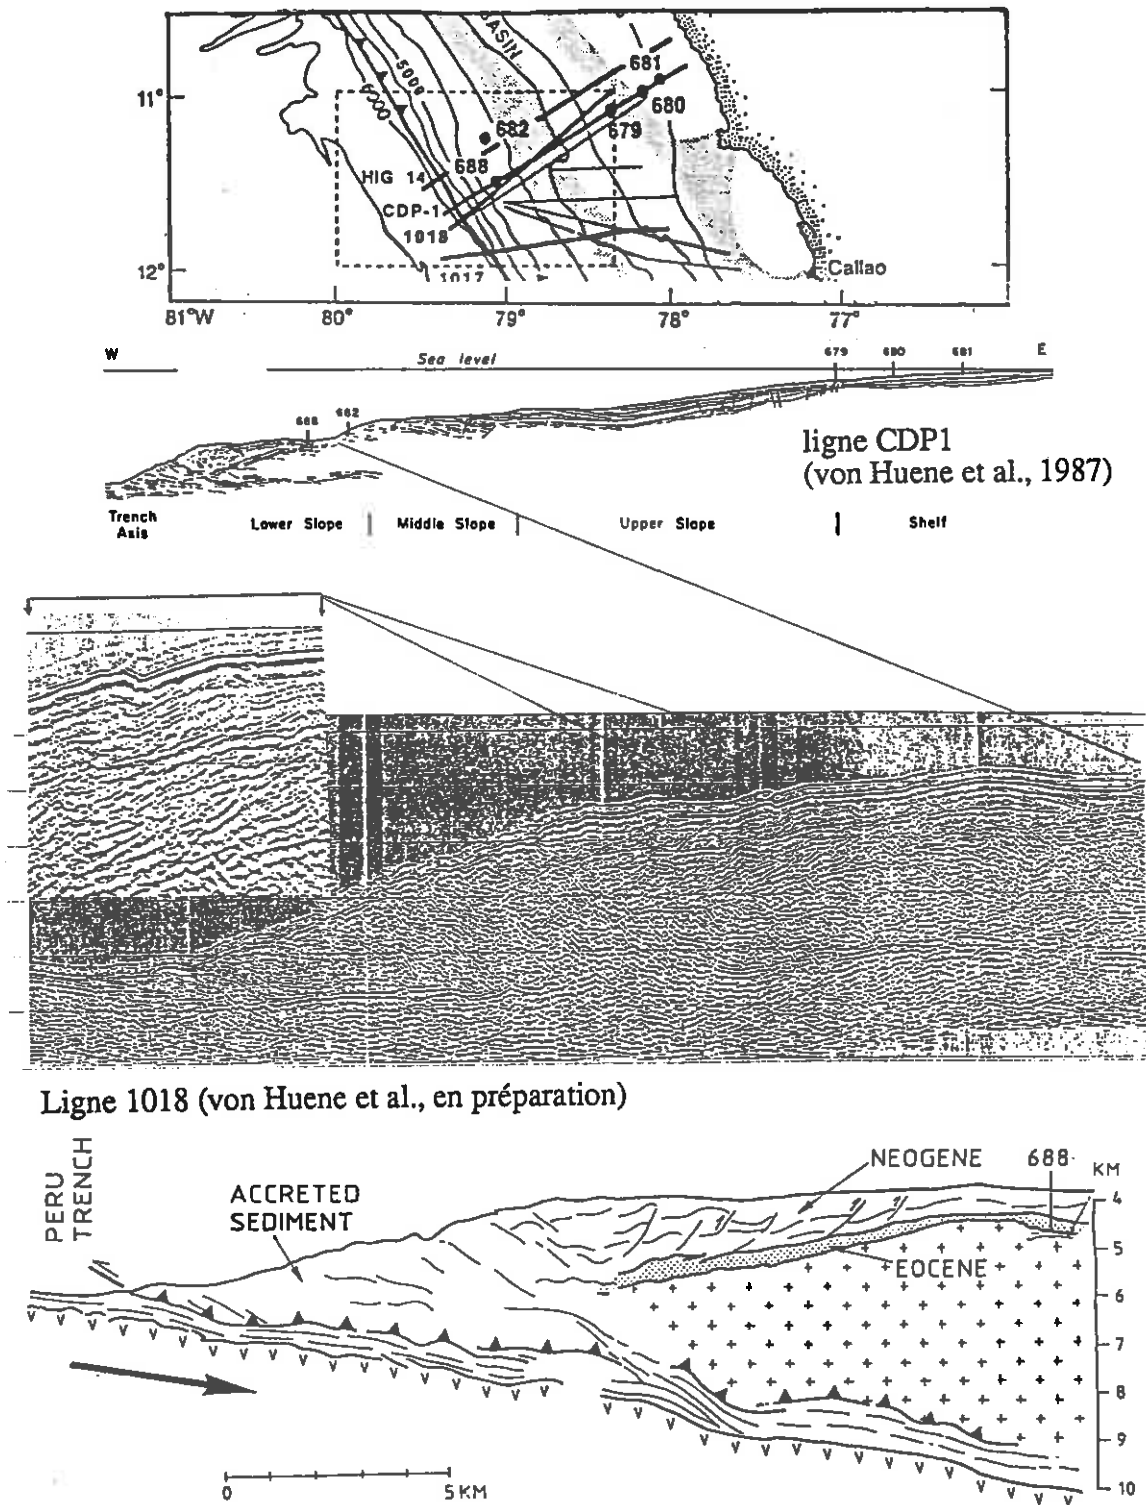 BASIN
5000
6000
681
11°
680
682
679
688
HIG 14
CDP-1
1018
12°
1017
Callao
81°W
80°
79°
78°
77°
W
Sea level
679
680
681
E
688
682
ligne CDP1
(von Huene et al., 1987)
Trench
Axis
Lower Slope
Middle Slope
Upper Slope
Shelf
Ligne 1018 (von Huene et al., en préparation)
PERU
TRENCH
ACCRETED
SEDIMENT
NEOGENE
688
KM
4
5
EOCENE
6
7
8
9
10
0
5KM